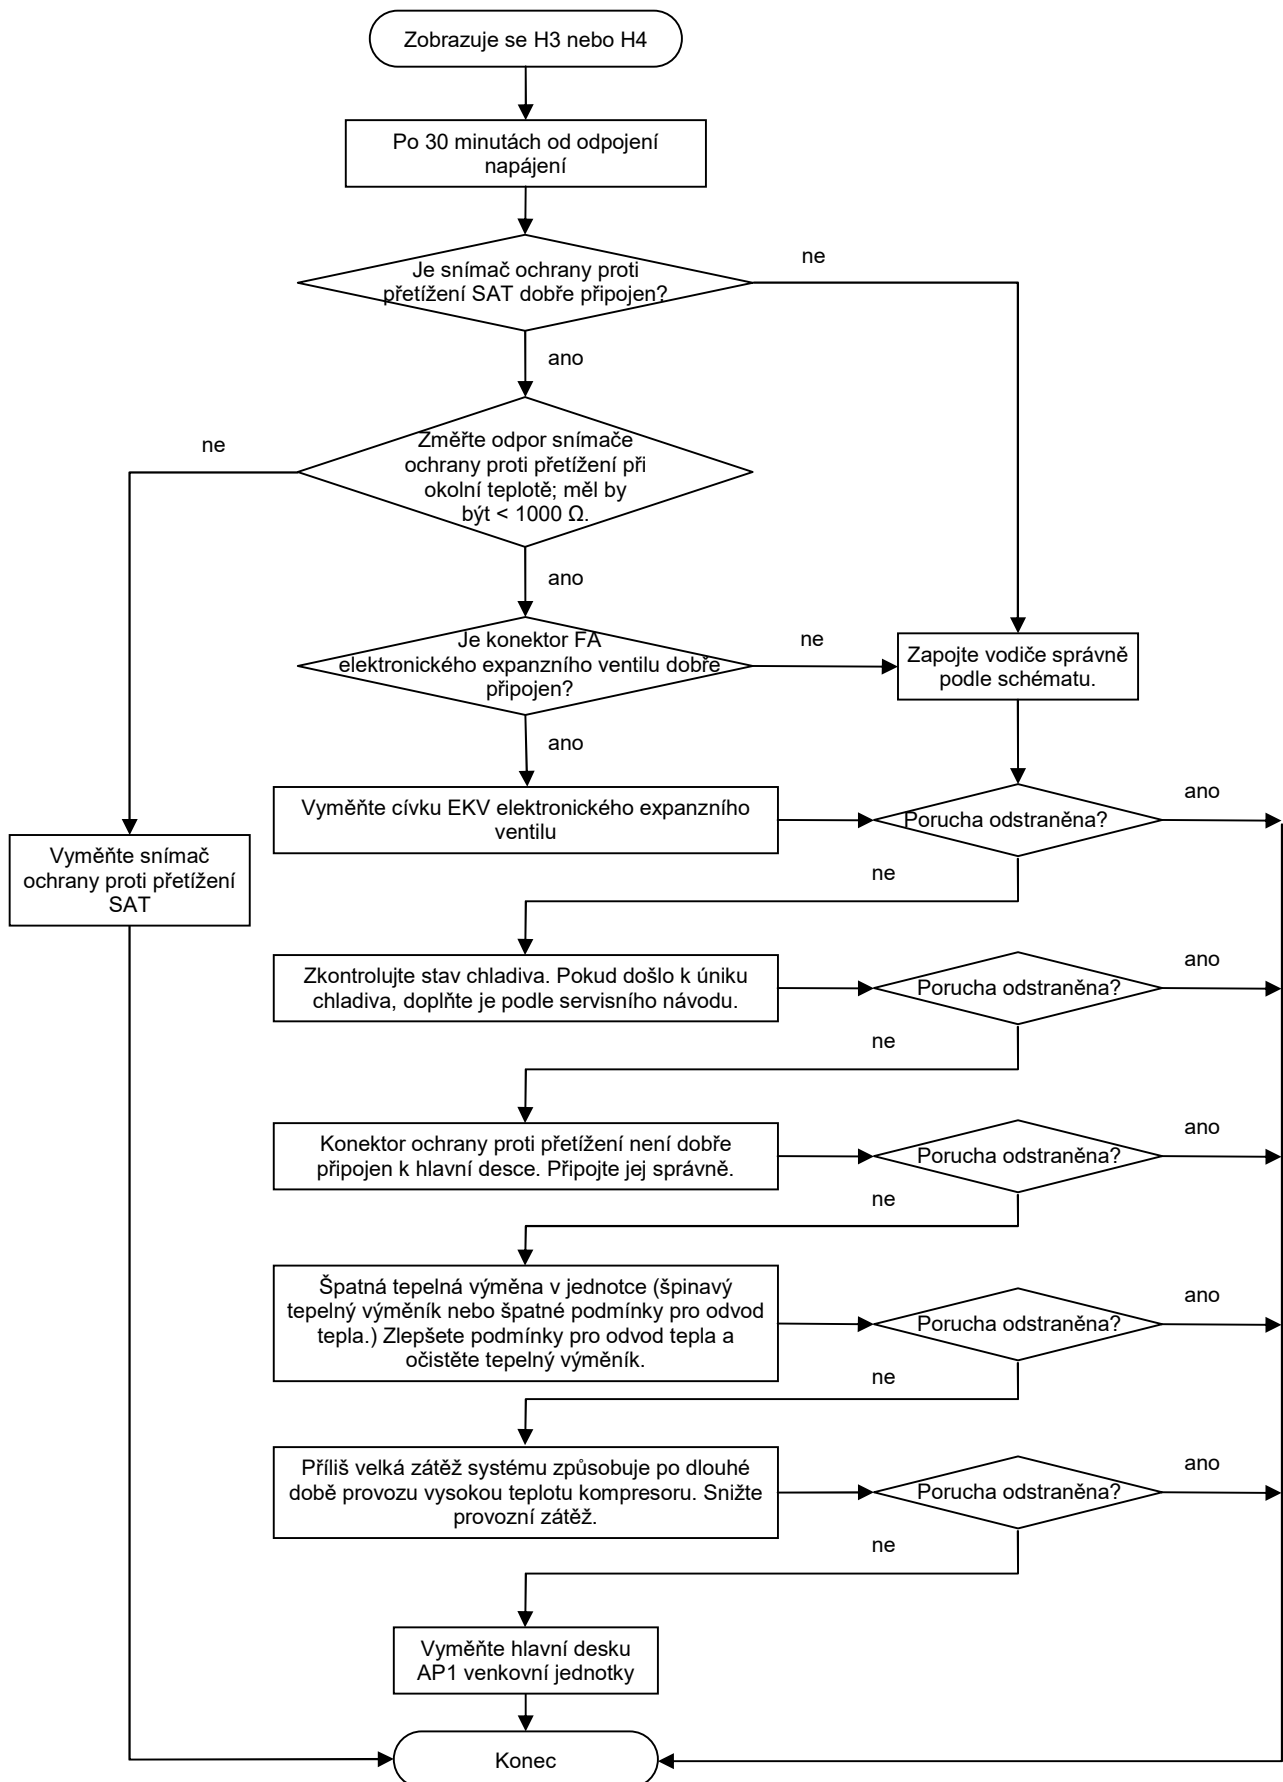 Zobrazuje se H3 nebo H4
Po 30 minutách od odpojení
napájení
Je snímač ochrany proti
přetížení SAT dobře připojen?
ne
ano
Změřte odpor snímače
ochrany proti přetížení při
okolní teplotě; měl by
být < 1000 Ω.
ne
ano
Je konektor FA
elektronického expanzního ventilu dobře
připojen?
ne
Zapojte vodiče správně
podle schématu.
ano
Vyměňte cívku EKV elektronického expanzního
ventilu
Porucha odstraněna?
ano
Vyměňte snímač
ochrany proti přetížení
SAT
ne
Zkontrolujte stav chladiva. Pokud došlo k úniku
chladiva, doplňte je podle servisního návodu.
Porucha odstraněna?
ano
ne
Konektor ochrany proti přetížení není dobře
připojen k hlavní desce. Připojte jej správně.
Porucha odstraněna?
ano
ne
Špatná tepelná výměna v jednotce (špinavý
tepelný výměník nebo špatné podmínky pro odvod
tepla.) Zlepšete podmínky pro odvod tepla a
očistěte tepelný výměník.
Porucha odstraněna?
ano
ne
Příliš velká zátěž systému způsobuje po dlouhé
době provozu vysokou teplotu kompresoru. Snižte
provozní zátěž.
Porucha odstraněna?
ano
ne
Vyměňte hlavní desku
AP1 venkovní jednotky
Konec